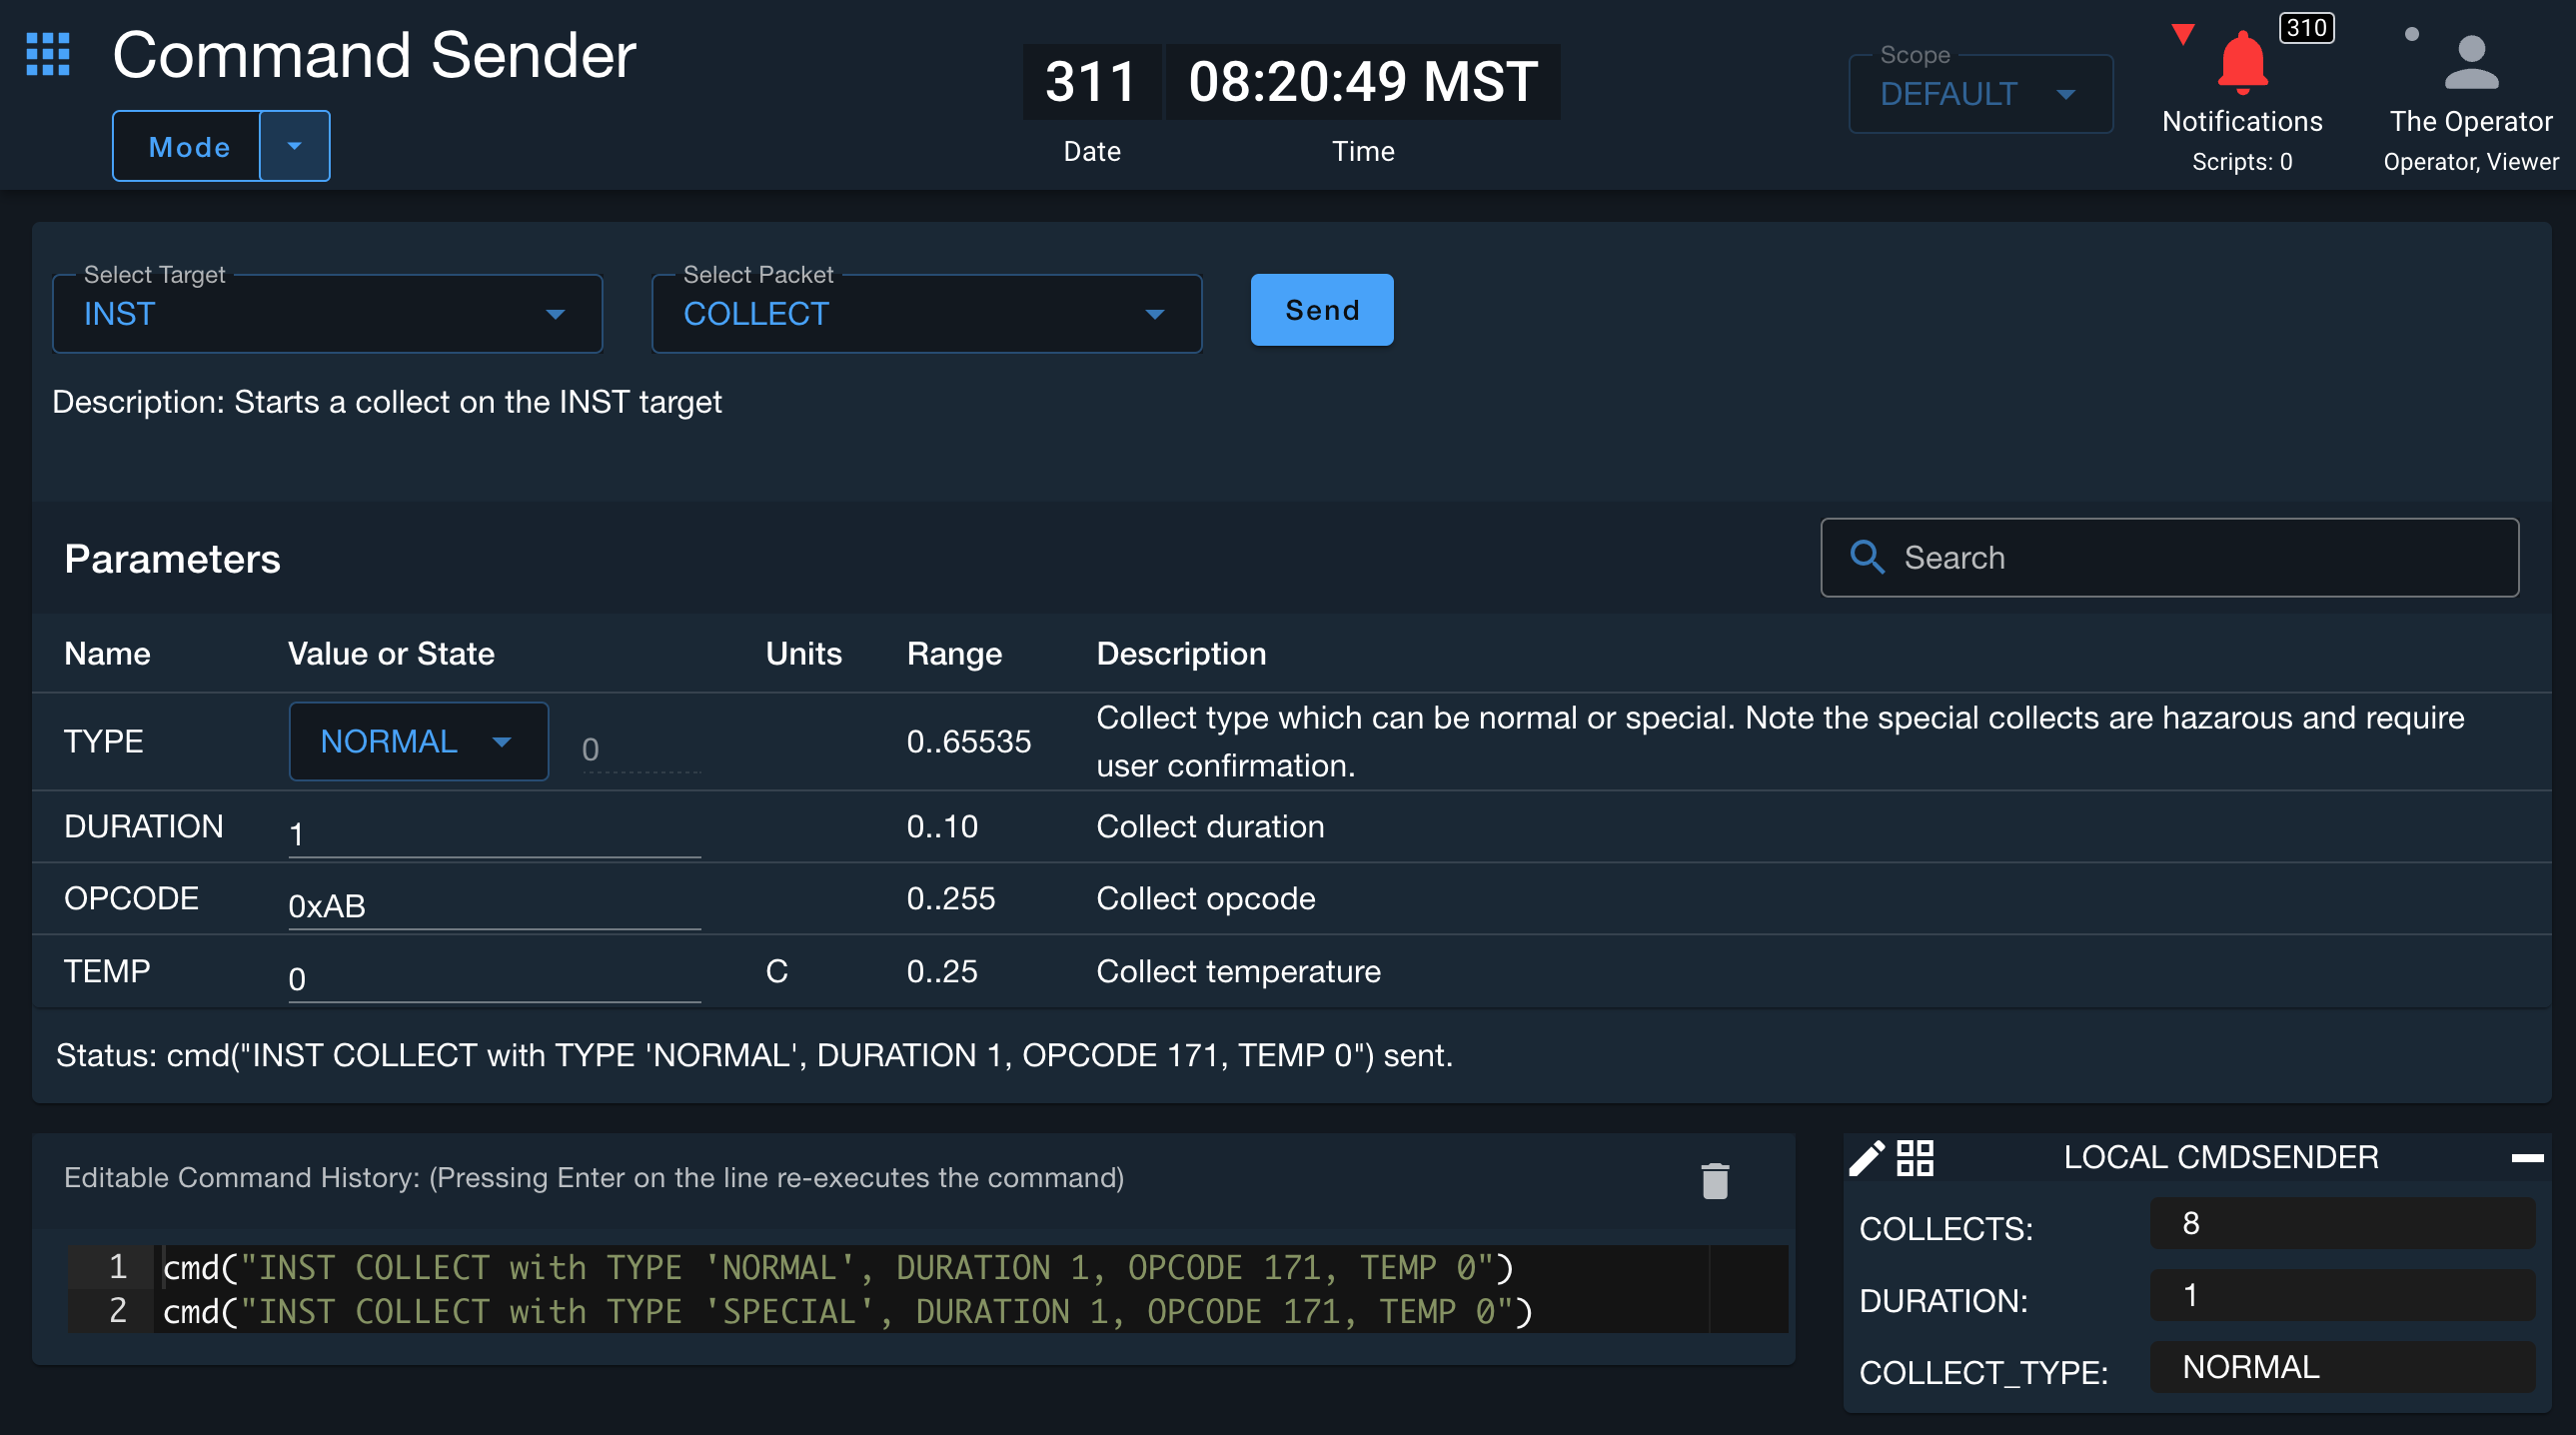 Command Sender
Mode
311 08:20:49 MST
Date Time
Scope
DEFAULT
310
Notifications
Scripts: 0
The Operator
Operator, Viewer
Select Target
INST
Select Packet
COLLECT
Send
Description: Starts a collect on the INST target
Parameters
Search
Name Value or State Units Range Description
TYPE NORMAL 0 0..65535 Collect type which can be normal or special. Note the special collects are hazarous and require
user confirmation.
DURATION 1 0..10 Collect duration
OPCODE 0xAB 0..255 Collect opcode
TEMP 0 C 0..25 Collect temperature
Status: cmd("INST COLLECT with TYPE 'NORMAL', DURATION 1, OPCODE 171, TEMP 0") sent.
Editable Command History: (Pressing Enter on the line re-executes the command)
1 cmd("INST COLLECT with TYPE 'NORMAL', DURATION 1, OPCODE 171, TEMP 0")
2 cmd("INST COLLECT with TYPE 'SPECIAL', DURATION 1, OPCODE 171, TEMP 0")
LOCAL CMDSENDER
COLLECTS: 8
DURATION: 1
COLLECT_TYPE: NORMAL